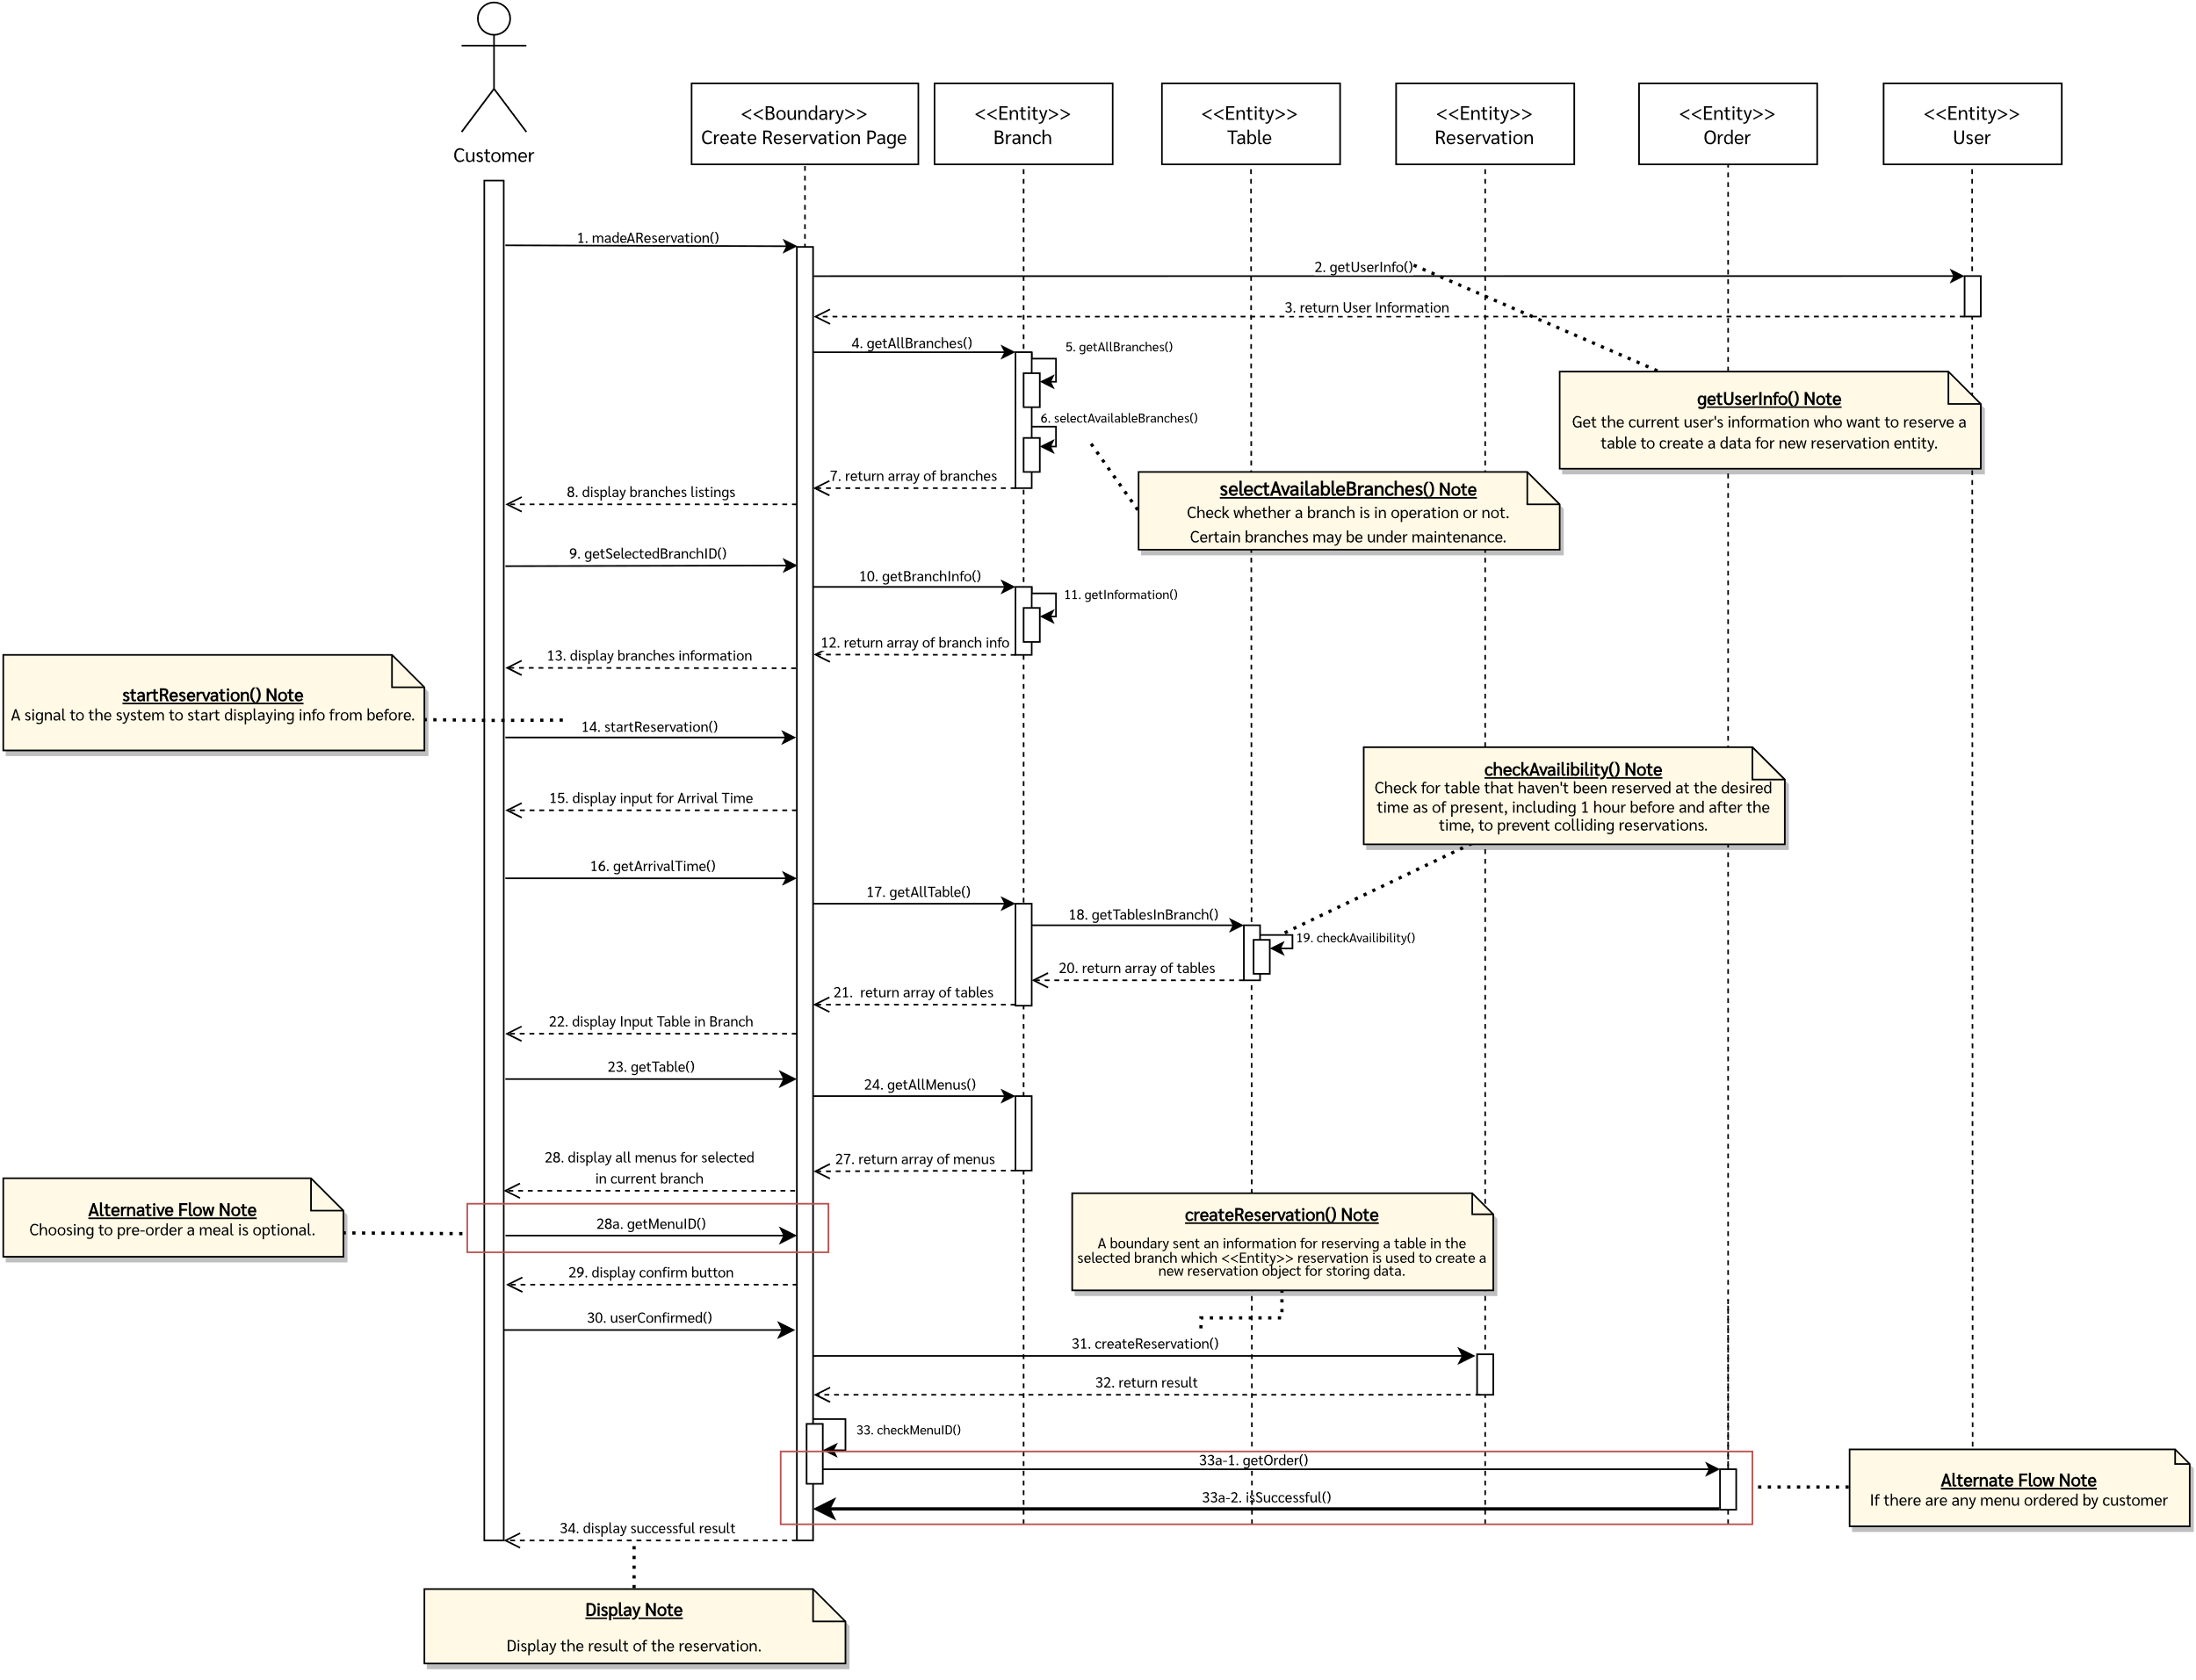 Customer
<<Boundary>>
Create Reservation Page
<<Entity>>
Branch
<<Entity>>
Table
<<Entity>>
Reservation
<<Entity>>
Order
<<Entity>>
User
1. madeAReservation()
2. getUserInfo()
3. return User Information
4. getAllBranches()
5. getAllBranches()
getUserInfo() Note
Get the current user's information who want to reserve a
table to create a data for new reservation entity.
6. selectAvailableBranches()
7. return array of branches
8. display branches listings
selectAvailableBranches() Note
Check whether a branch is in operation or not.
Certain branches may be under maintenance.
9. getSelectedBranchID()
10. getBranchInfo()
11. getInformation()
12. return array of branch info
13. display branches information
startReservation() Note
A signal to the system to start displaying info from before.
14. startReservation()
checkAvailibility() Note
Check for table that haven't been reserved at the desired
time as of present, including 1 hour before and after the
time, to prevent colliding reservations.
15. display input for Arrival Time
16. getArrivalTime()
17. getAllTable()
18. getTablesInBranch()
19. checkAvailibility()
20. return array of tables
21. return array of tables
22. display Input Table in Branch
23. getTable()
24. getAllMenus()
27. return array of menus
28. display all menus for selected
in current branch
Alternative Flow Note
Choosing to pre-order a meal is optional.
28a. getMenuID()
createReservation() Note
A boundary sent an information for reserving a table in the
selected branch which <<Entity>> reservation is used to create a
new reservation object for storing data.
29. display confirm button
30. userConfirmed()
31. createReservation()
32. return result
33. checkMenuID()
33a-1. getOrder()
33a-2. isSuccessful()
Alternate Flow Note
If there are any menu ordered by customer
34. display successful result
Display Note
Display the result of the reservation.